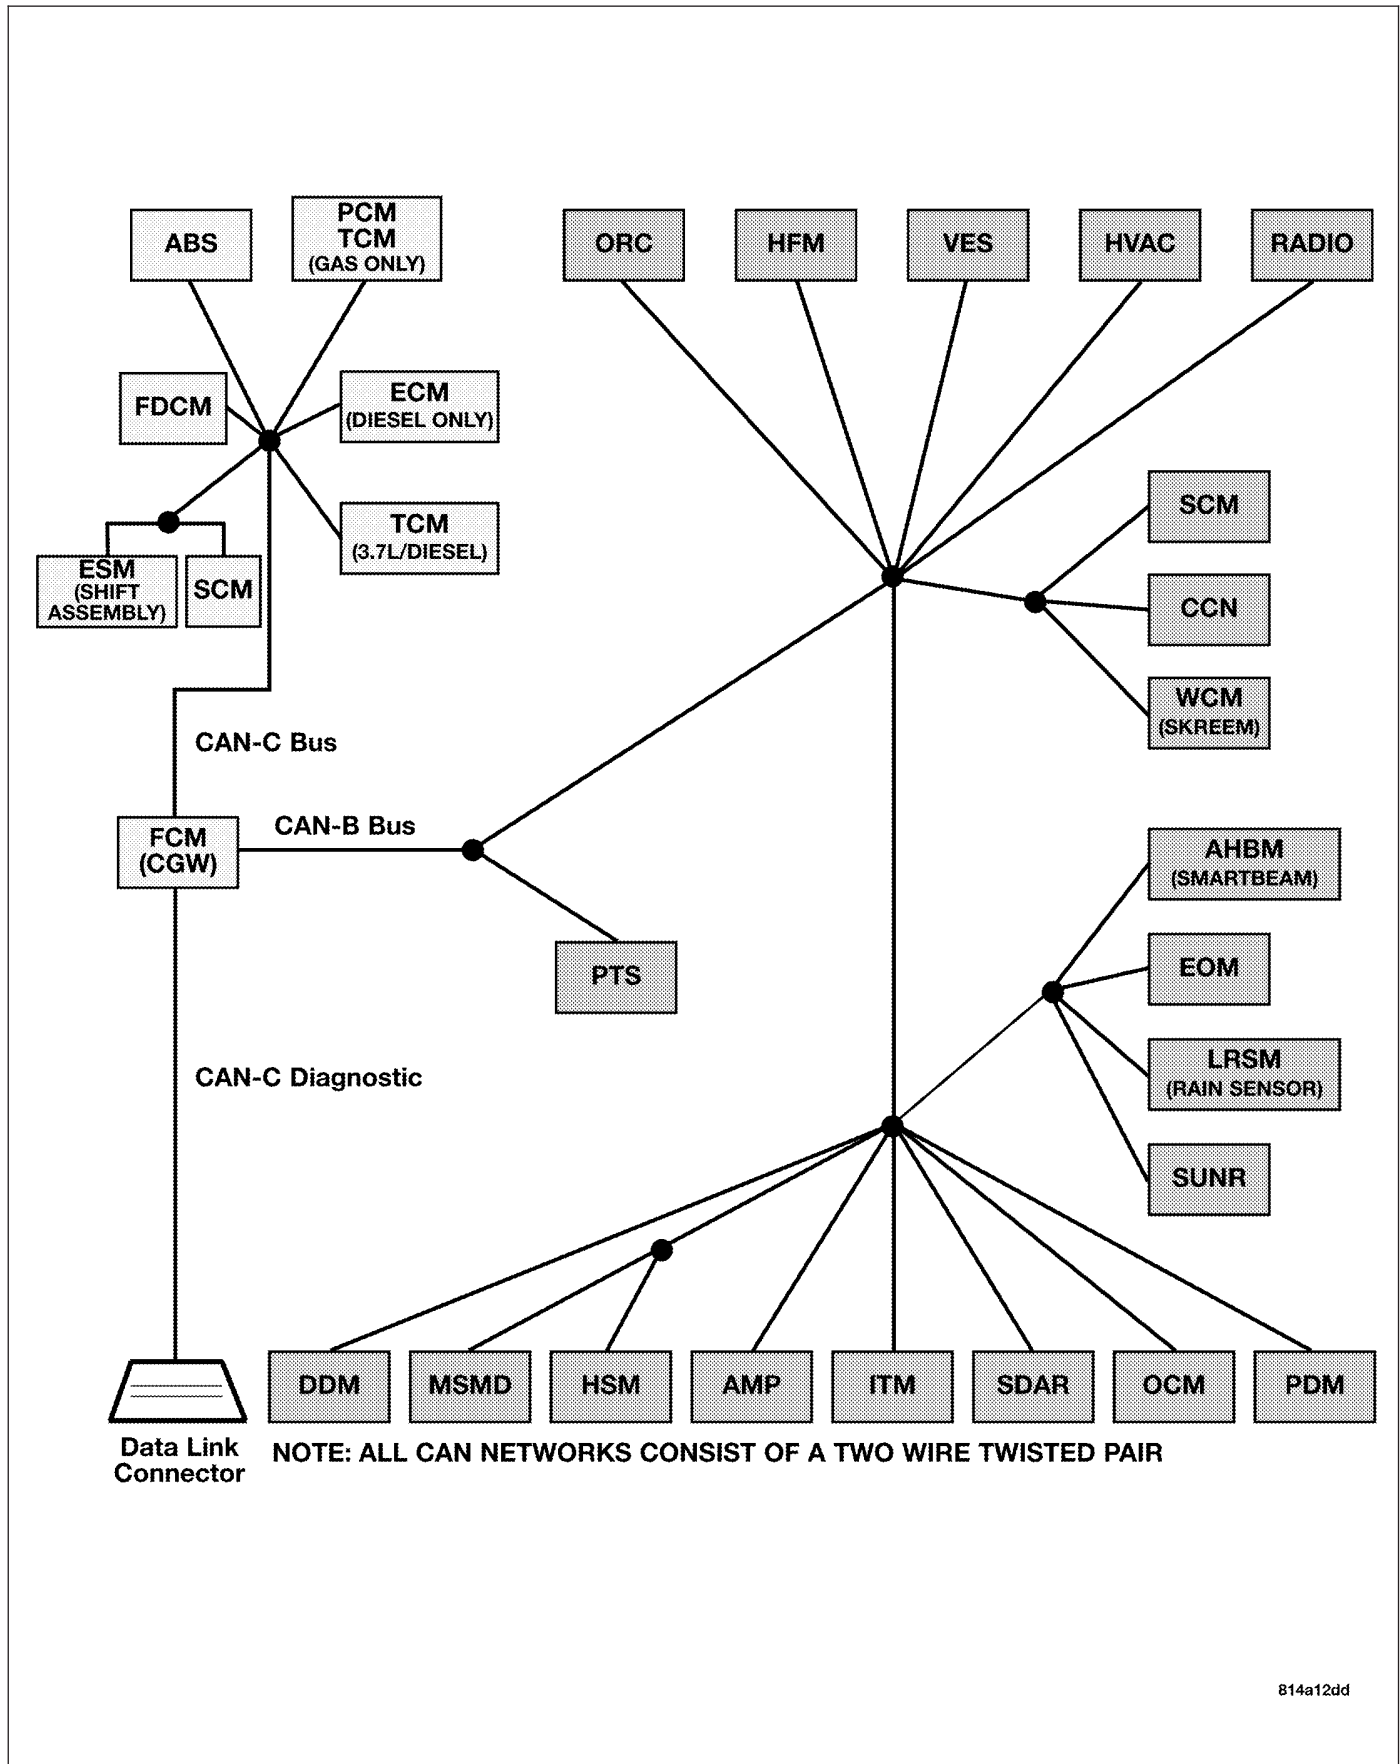 ABS
PCM
TCM
(GAS ONLY)
ORC
HFM
VES
HVAC
RADIO
FDCM
ECM
(DIESEL ONLY)
TCM
(3.7L/DIESEL)
ESM
(SHIFT
ASSEMBLY)
SCM
SCM
CCN
WCM
(SKREEM)
CAN-C Bus
FCM
(CGW)
CAN-B Bus
PTS
AHBM
(SMARTBEAM)
EOM
LRSM
(RAIN SENSOR)
SUNR
CAN-C Diagnostic
DDM
MSMD
HSM
AMP
ITM
SDAR
OCM
PDM
Data Link
Connector
NOTE: ALL CAN NETWORKS CONSIST OF A TWO WIRE TWISTED PAIR
814a12dd